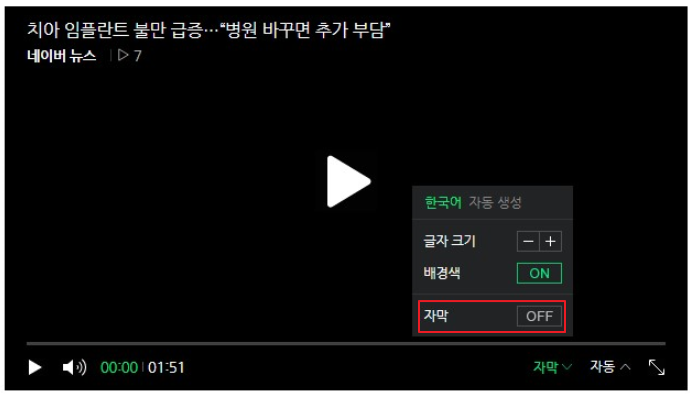 치아 임플란트 불만 급증…“병원 바꾸면 추가 부담”
네이버 뉴스 7
한국어 자동 생성
글자 크기 − +
배경색 ON
자막 OFF
00:00 01:51 자막 자동